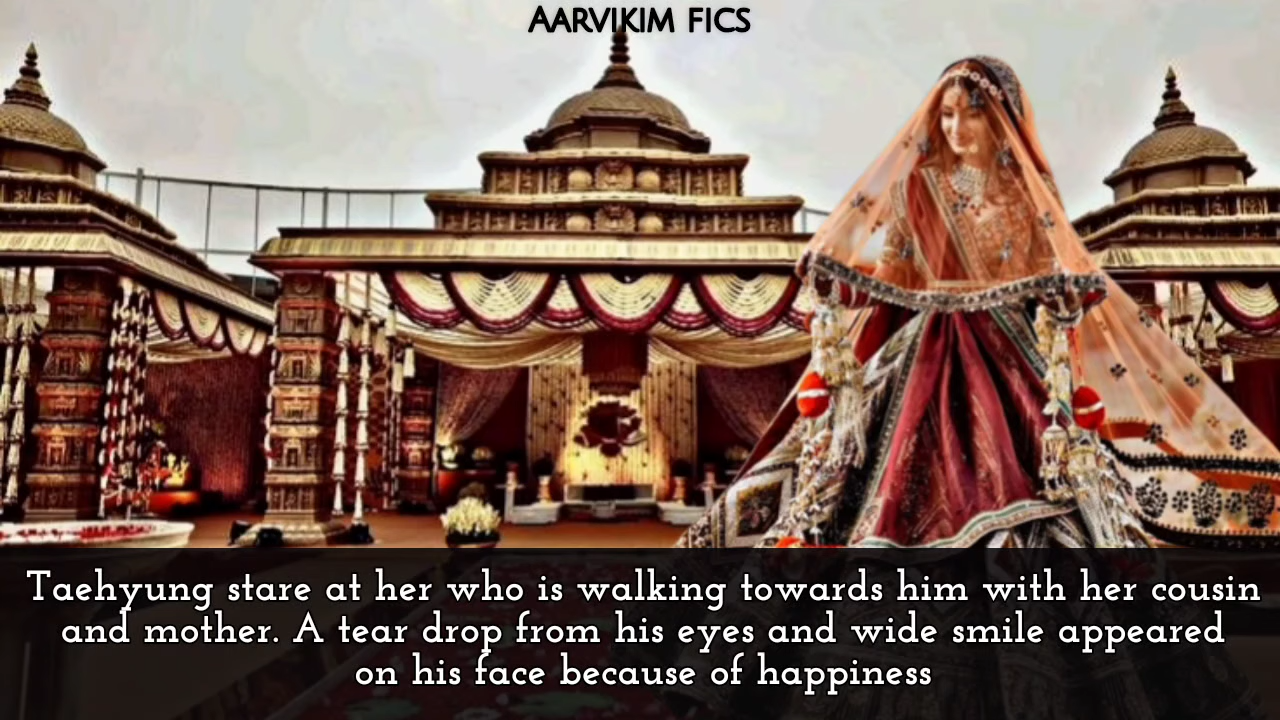 Aarvikim fics
Taehyung stare at her who is walking towards him with her cousin
and mother. A tear drop from his eyes and wide smile appeared
on his face because of happiness